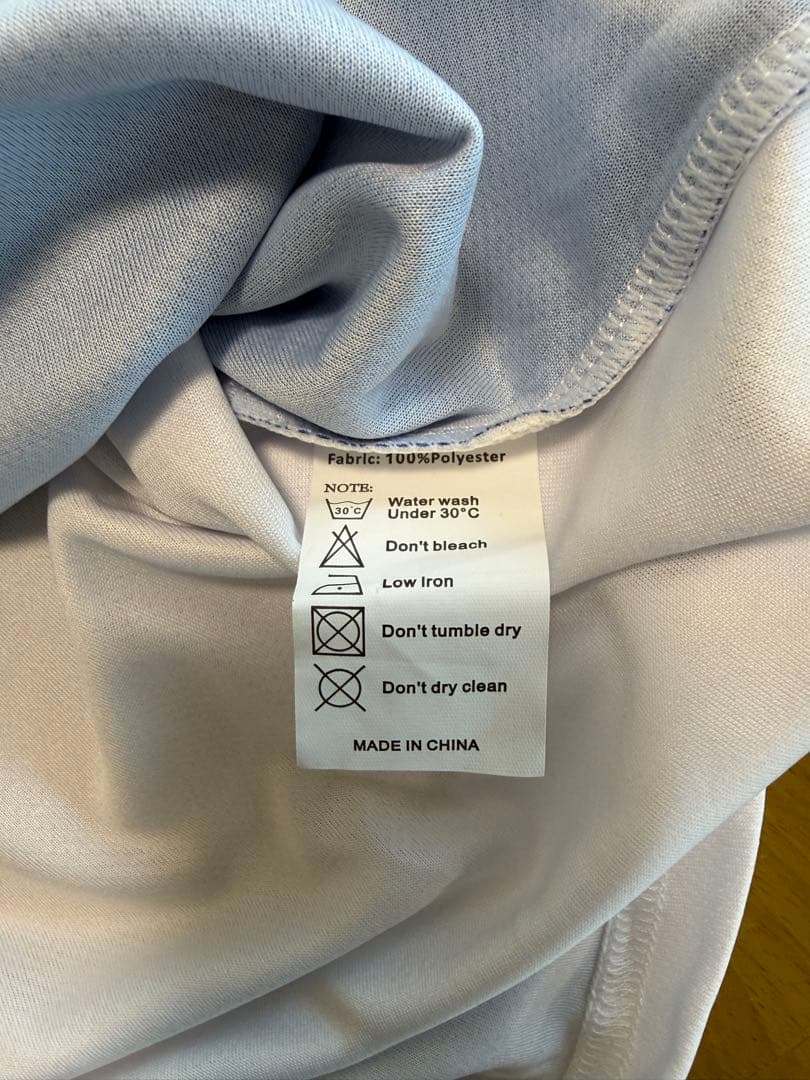 Fabric: 100%Polyester
NOTE:
30°C
Water wash
Under 30°C
Don't bleach
Low Iron
Don't tumble dry
Don't dry clean
MADE IN CHINA